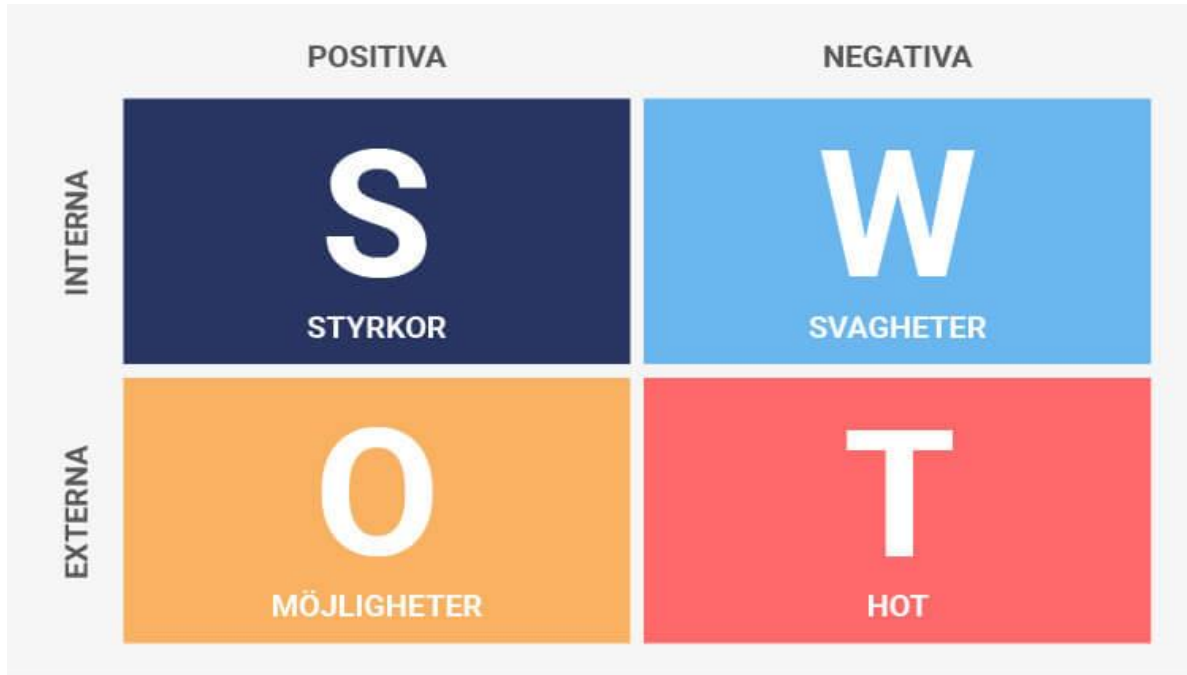 POSITIVA
NEGATIVA
INTERNA
S
STYRKOR
W
SVAGHETER
EXTERNA
O
MÖJLIGHETER
T
HOT